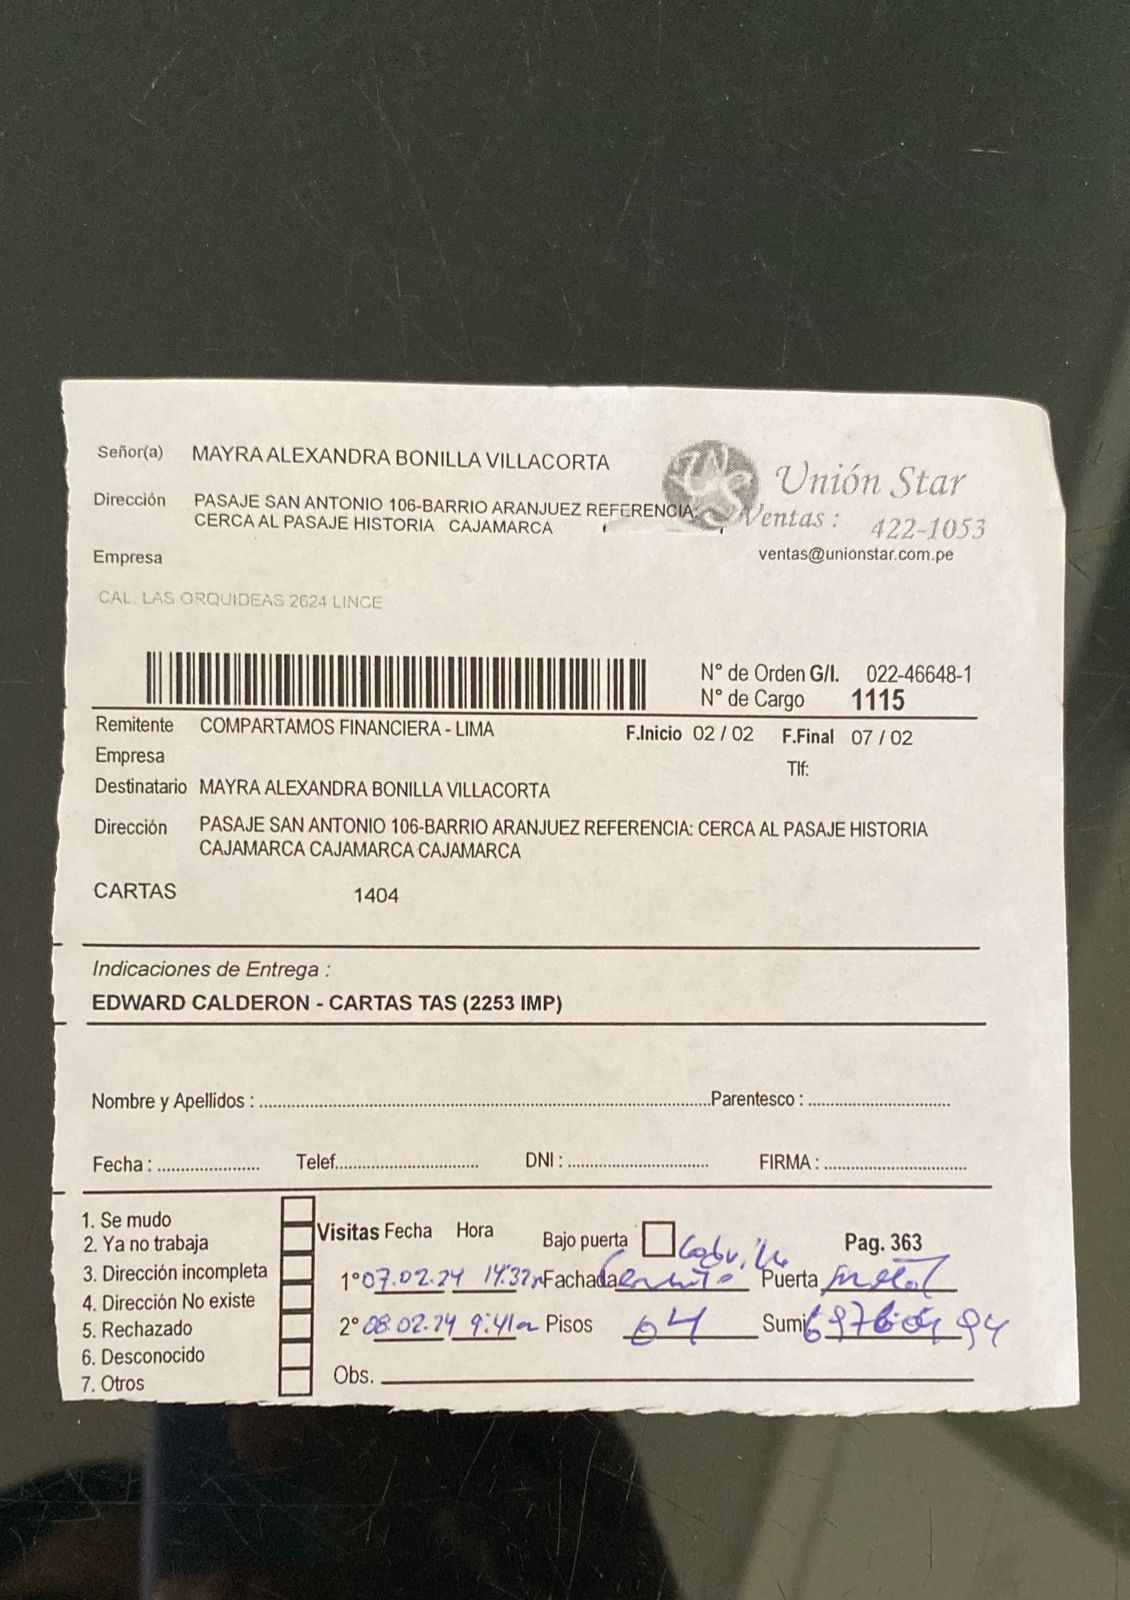 Señor(a) MAYRA ALEXANDRA BONILLA VILLACORTA
Unión Star
Dirección PASAJE SAN ANTONIO 106-BARRIO ARANJUEZ REFERENCIA:
CERCA AL PASAJE HISTORIA CAJAMARCA
Ventas : 422-1053
Empresa
ventas@unionstar.com.pe
CAL. LAS ORQUIDEAS 2624 LINCE
N° de Orden G/I. 022-46648-1
N° de Cargo 1115
Remitente COMPARTAMOS FINANCIERA - LIMA F.Inicio 02 / 02 F.Final 07 / 02
Empresa Tlf:
Destinatario MAYRA ALEXANDRA BONILLA VILLACORTA
Dirección PASAJE SAN ANTONIO 106-BARRIO ARANJUEZ REFERENCIA: CERCA AL PASAJE HISTORIA
CAJAMARCA CAJAMARCA CAJAMARCA
CARTAS 1404
Indicaciones de Entrega :
EDWARD CALDERON - CARTAS TAS (2253 IMP)
Nombre y Apellidos : Parentesco :
Fecha : Telef. DNI : FIRMA :
1. Se mudo
2. Ya no trabaja
3. Dirección incompleta
4. Dirección No existe
5. Rechazado
6. Desconocido
7. Otros
Visitas Fecha Hora Bajo puerta Pag. 363
1° 07.02.24 14:32 Fachada Puerta metal
2° 08.02.24 9:41a Pisos 04 Sumi
Obs.